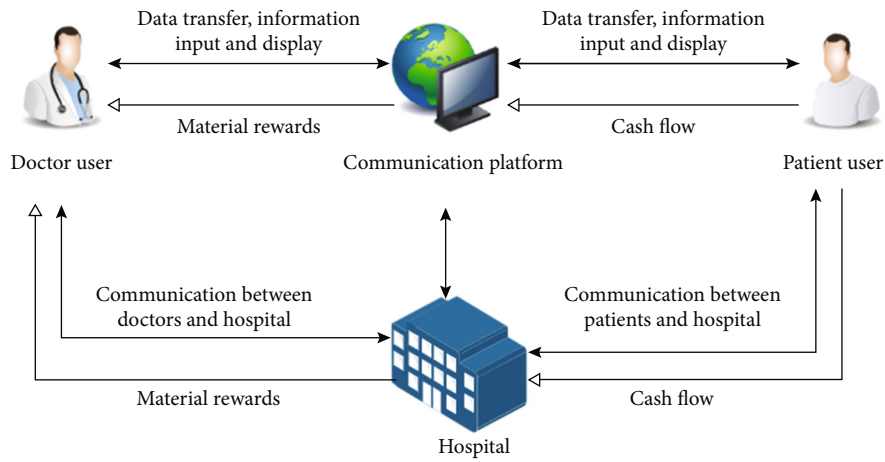 Data transfer, information
input and display
Data transfer, information
input and display
Material rewards
Cash flow
Doctor user
Communication platform
Patient user
Communication between
doctors and hospital
Communication between
patients and hospital
Material rewards
Cash flow
Hospital